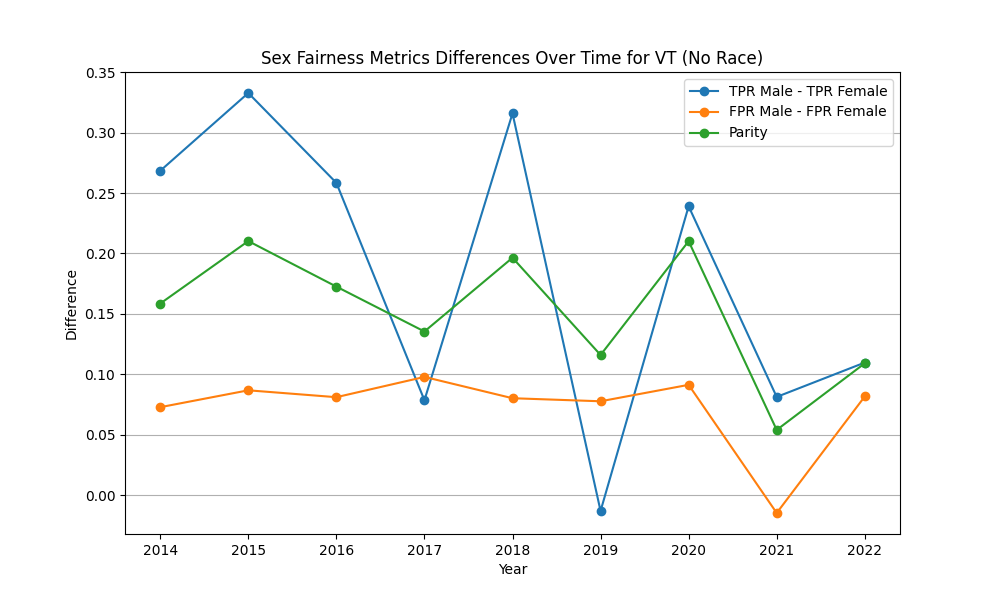 Sex Fairness Metrics Differences Over Time for VT (No Race)
TPR Male - TPR Female
FPR Male - FPR Female
Parity
0.35
0.30
0.25
0.20
0.15
0.10
0.05
0.00
Difference
2014 2015 2016 2017 2018 2019 2020 2021 2022
Year